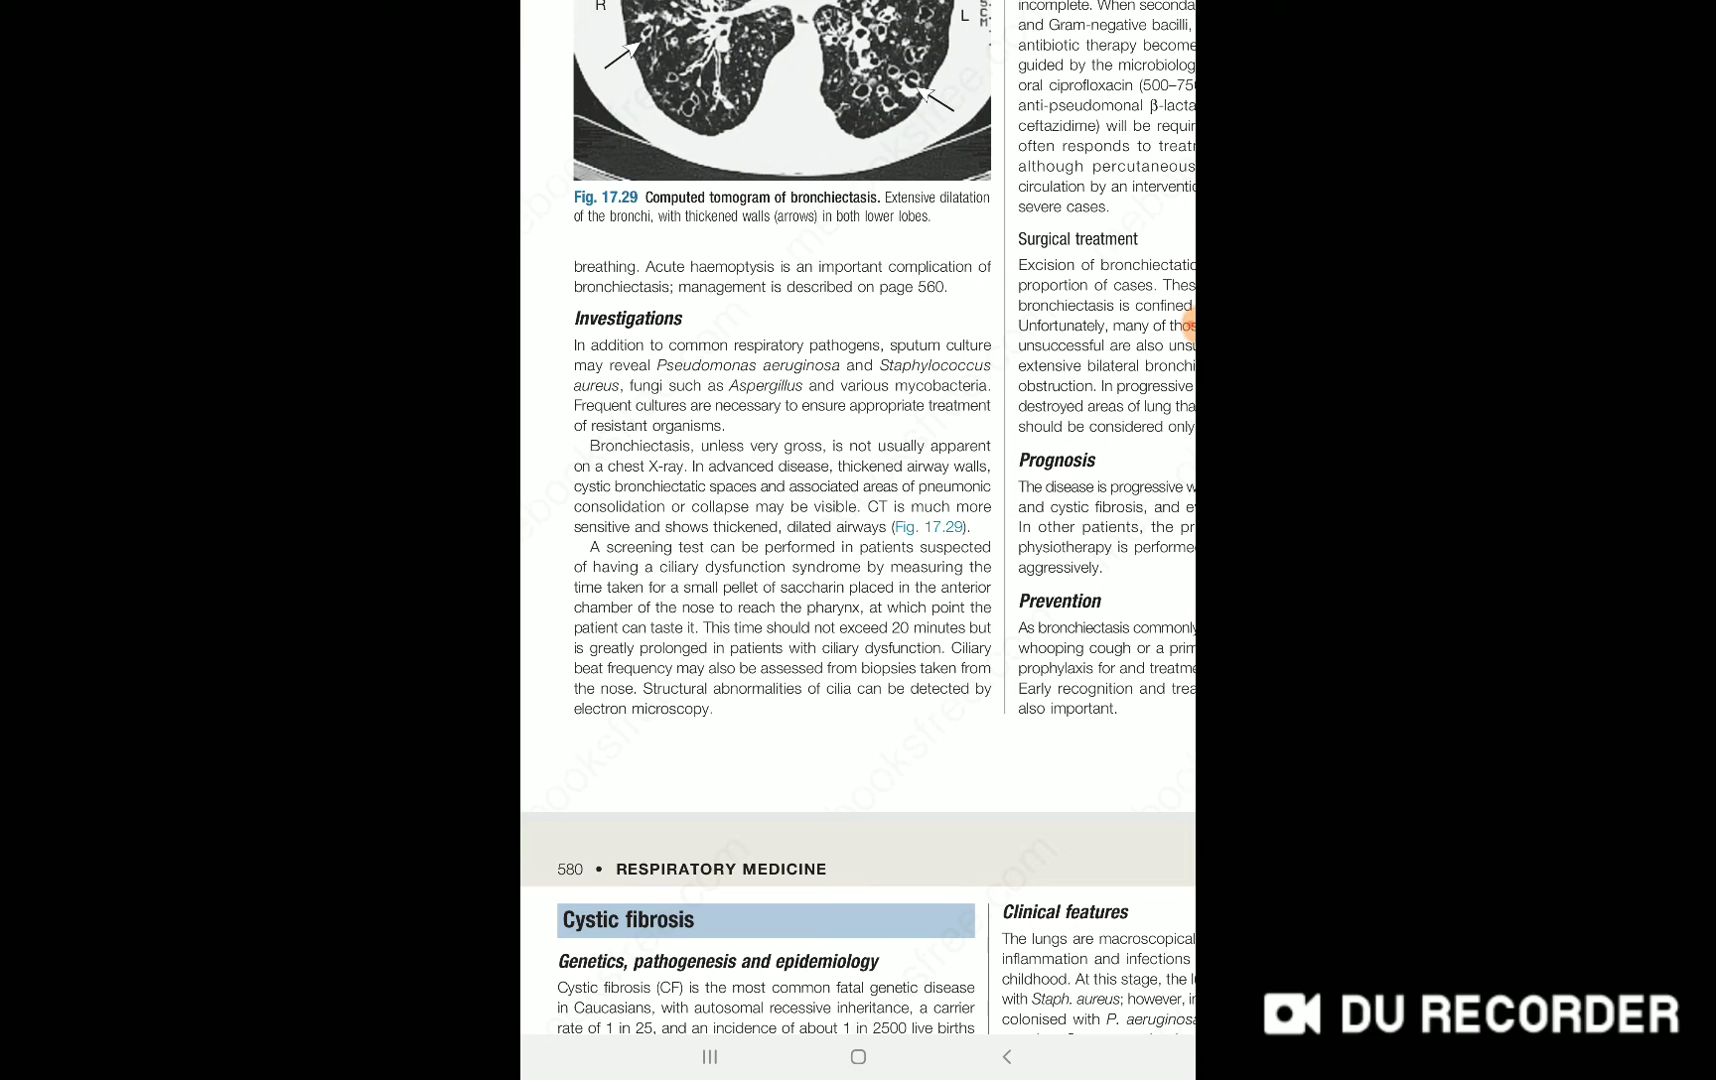 R
L
Fig. 17.29 Computed tomogram of bronchiectasis. Extensive dilatation
of the bronchi, with thickened walls (arrows) in both lower lobes.
breathing. Acute haemoptysis is an important complication of
bronchiectasis; management is described on page 560.
Investigations
In addition to common respiratory pathogens, sputum culture
may reveal Pseudomonas aeruginosa and Staphylococcus
aureus, fungi such as Aspergillus and various mycobacteria.
Frequent cultures are necessary to ensure appropriate treatment
of resistant organisms.
Bronchiectasis, unless very gross, is not usually apparent
on a chest X-ray. In advanced disease, thickened airway walls,
cystic bronchiectatic spaces and associated areas of pneumonic
consolidation or collapse may be visible. CT is much more
sensitive and shows thickened, dilated airways (Fig. 17.29).
A screening test can be performed in patients suspected
of having a ciliary dysfunction syndrome by measuring the
time taken for a small pellet of saccharin placed in the anterior
chamber of the nose to reach the pharynx, at which point the
patient can taste it. This time should not exceed 20 minutes but
is greatly prolonged in patients with ciliary dysfunction. Ciliary
beat frequency may also be assessed from biopsies taken from
the nose. Structural abnormalities of cilia can be detected by
electron microscopy.
incomplete. When seconda
and Gram-negative bacilli,
antibiotic therapy become
guided by the microbiolog
oral ciprofloxacin (500–75
anti-pseudomonal β-lacta
ceftazidime) will be requir
often responds to treatm
although percutaneous
circulation by an interventi
severe cases.
Surgical treatment
Excision of bronchiectatic
proportion of cases. Thes
bronchiectasis is confined
Unfortunately, many of thos
unsuccessful are also unsu
extensive bilateral bronchi
obstruction. In progressive
destroyed areas of lung tha
should be considered only
Prognosis
The disease is progressive w
and cystic fibrosis, and e
In other patients, the pr
physiotherapy is performe
aggressively.
Prevention
As bronchiectasis commonly
whooping cough or a prim
prophylaxis for and treatme
Early recognition and trea
also important.
580 • RESPIRATORY MEDICINE
Cystic fibrosis
Genetics, pathogenesis and epidemiology
Cystic fibrosis (CF) is the most common fatal genetic disease
in Caucasians, with autosomal recessive inheritance, a carrier
rate of 1 in 25, and an incidence of about 1 in 2500 live births
Clinical features
The lungs are macroscopical
inflammation and infections
childhood. At this stage, the l
with Staph. aureus; however, i
colonised with P. aeruginosa
DU RECORDER